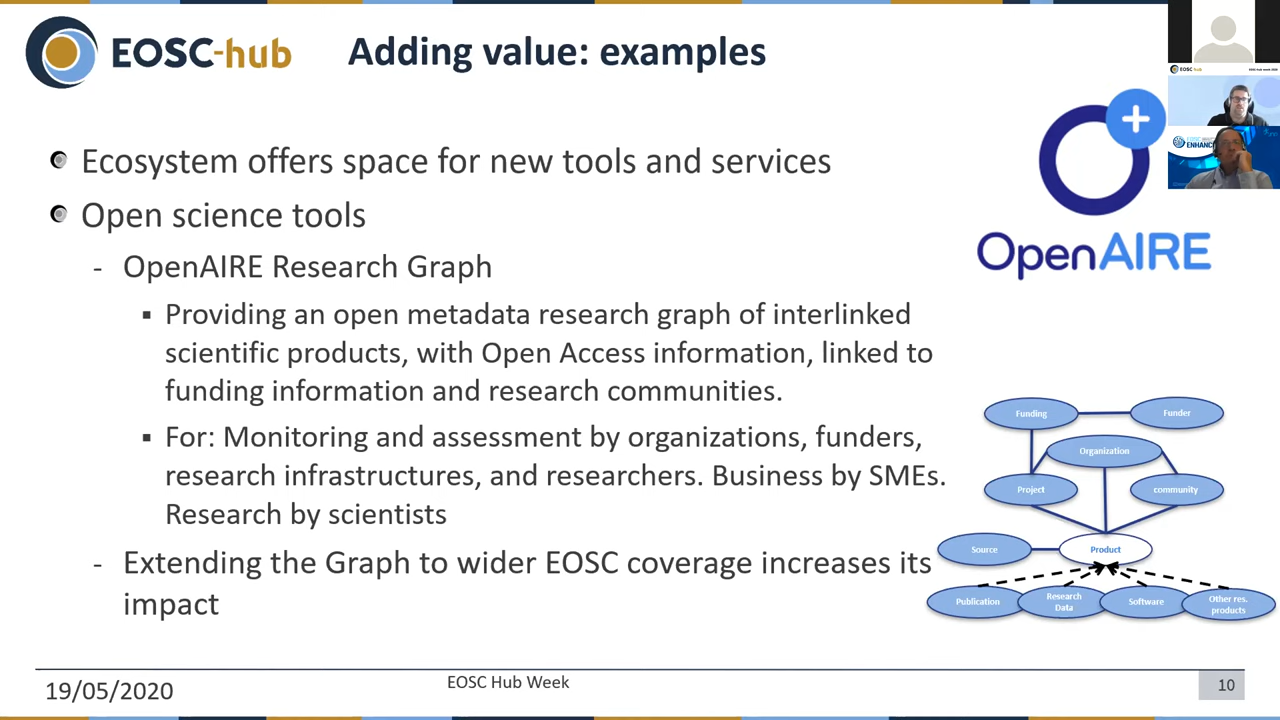 EOSC-hub
Adding value: examples
Ecosystem offers space for new tools and services
Open science tools
- OpenAIRE Research Graph
Providing an open metadata research graph of interlinked
scientific products, with Open Access information, linked to
funding information and research communities.
For: Monitoring and assessment by organizations, funders,
research infrastructures, and researchers. Business by SMEs.
Research by scientists
- Extending the Graph to wider EOSC coverage increases its
impact
OpenAIRE
Funding
Funder
Organization
Project
community
Source
Product
Publication
Research
Data
Software
Other res.
products
19/05/2020
EOSC Hub Week
10
EOSC-hub
ENHANC